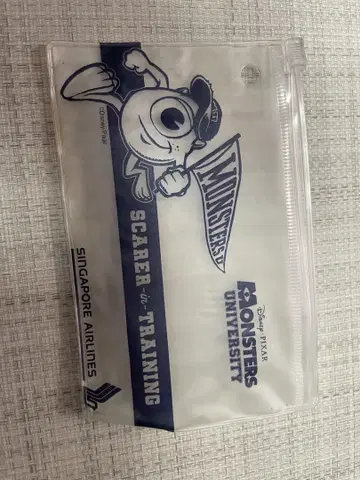 ©Disney/Pixar
MONSTERS U
SCARER-in-TRAINING
Disney · PIXAR
MONSTERS
UNIVERSITY
SINGAPORE AIRLINES